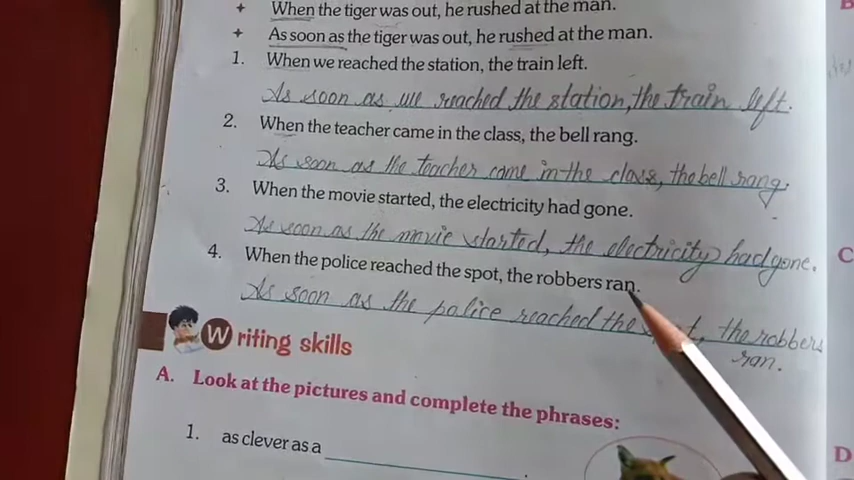 + When the tiger was out, he rushed at the man.
+ As soon as the tiger was out, he rushed at the man.
1. When we reached the station, the train left.
As soon as we reached the station, the train left.
2. When the teacher came in the class, the bell rang.
As soon as the teacher came in the class, the bell rang.
3. When the movie started, the electricity had gone.
As soon as the movie started, the electricity had gone.
4. When the police reached the spot, the robbers ran.
As soon as the police reached the spot, the robbers
ran.
Writing skills
A. Look at the pictures and complete the phrases:
1. as clever as a .
C
D